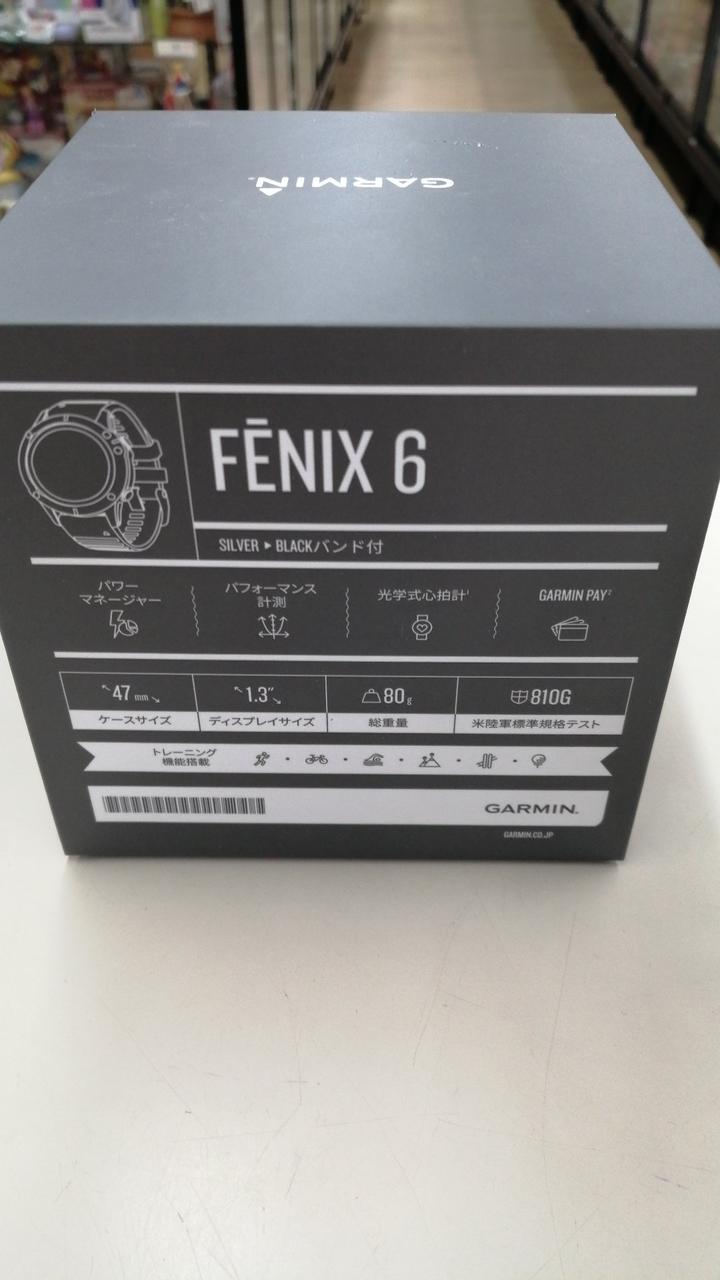 GARMIN
FĒNIX 6
SILVER ▶ BLACKバンド付
パワー
マネージャー
パフォーマンス
計測
光学式心拍計¹
GARMIN PAY²
47 mm
1.3″
80 g
810G
ケースサイズ
ディスプレイサイズ
総重量
米陸軍標準規格テスト
トレーニング
機能搭載
GARMIN.
GARMIN.CO.JP